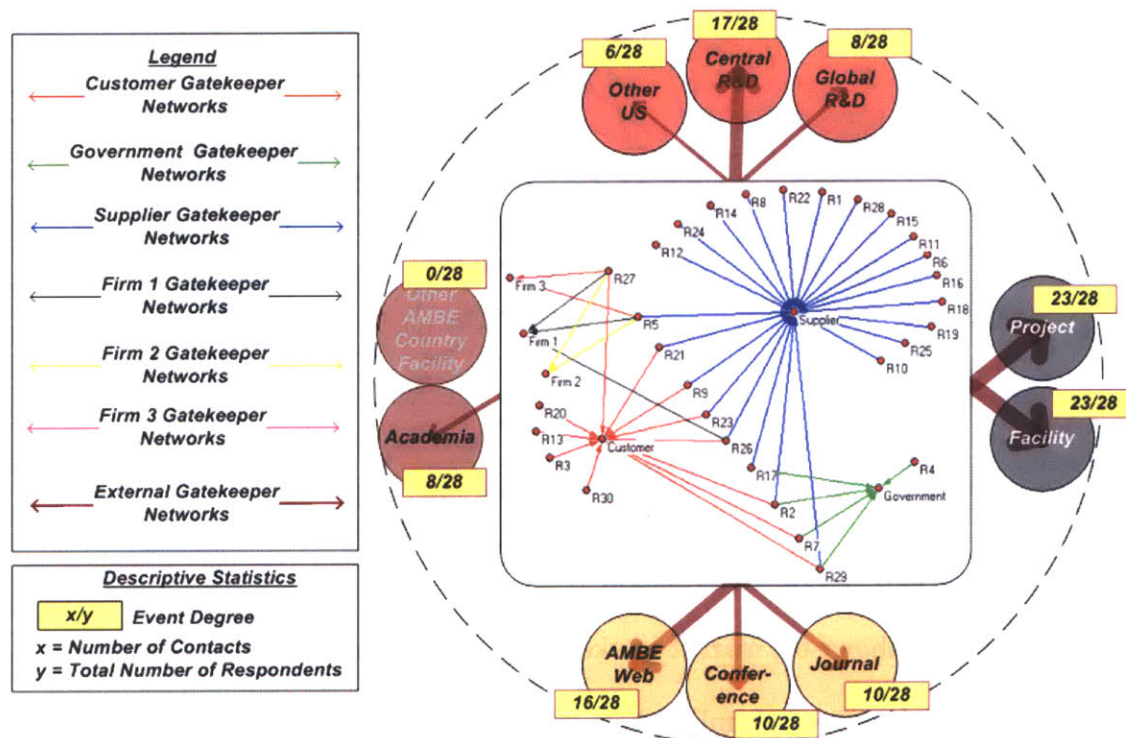 Legend
Customer Gatekeeper
Networks
Government Gatekeeper
Networks
Supplier Gatekeeper
Networks
Firm 1 Gatekeeper
Networks
Firm 2 Gatekeeper
Networks
Firm 3 Gatekeeper
Networks
External Gatekeeper
Networks
Descriptive Statistics
x/y Event Degree
x = Number of Contacts
y = Total Number of Respondents
17/28
6/28
8/28
Central
R&D
Other
US
Global
R&D
0/28
Other
AMBE
Country
Facility
Academia
8/28
R22
R1
R8
R28
R14
R15
R24
R11
R12
R6
R16
R27
Firm 3
R18
R5
Supplier
R19
Firm 1
R21
R25
R10
Firm 2
R9
R20
R23
R13
Customer
R26
R3
R17
R4
R30
Government
R2
R7
R29
23/28
Project
23/28
Facility
AMBE
Web
16/28
Confer-
ence
10/28
Journal
10/28